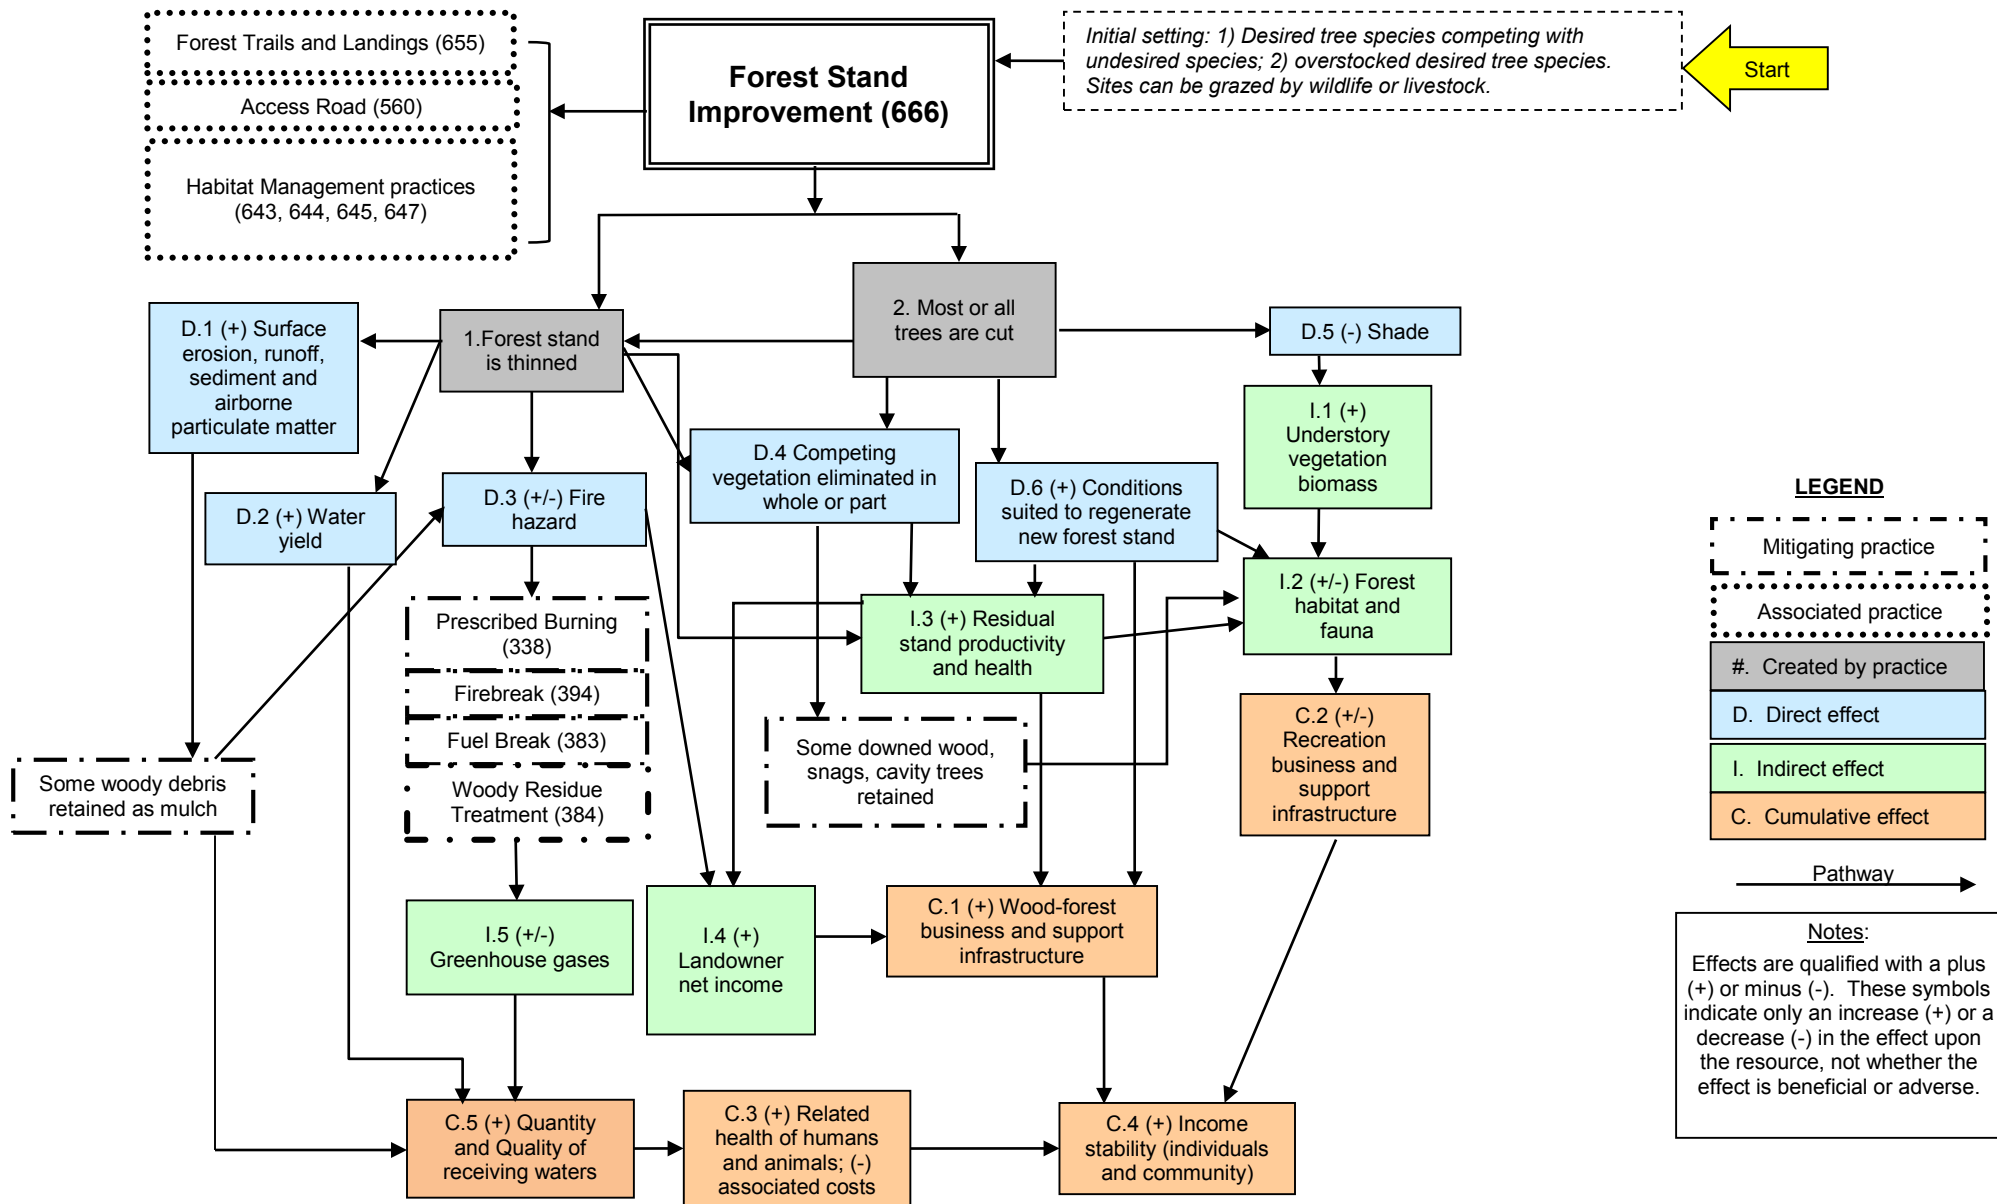 Forest Trails and Landings (655)
Access Road (560)
Habitat Management practices
(643, 644, 645, 647)
Forest Stand
Improvement (666)
Initial setting: 1) Desired tree species competing with
undesired species; 2) overstocked desired tree species.
Sites can be grazed by wildlife or livestock.
Start
D.1 (+) Surface
erosion, runoff,
sediment and
airborne
particulate matter
1.Forest stand
is thinned
2. Most or all
trees are cut
D.5 (-) Shade
I.1 (+)
Understory
vegetation
biomass
D.2 (+) Water
yield
D.3 (+/-) Fire
hazard
D.4 Competing
vegetation eliminated in
whole or part
D.6 (+) Conditions
suited to regenerate
new forest stand
I.2 (+/-) Forest
habitat and
fauna
Prescribed Burning
(338)
Firebreak (394)
Fuel Break (383)
Woody Residue
Treatment (384)
I.3 (+) Residual
stand productivity
and health
Some downed wood,
snags, cavity trees
retained
C.2 (+/-)
Recreation
business and
support
infrastructure
Some woody debris
retained as mulch
I.5 (+/-)
Greenhouse gases
I.4 (+)
Landowner
net income
C.1 (+) Wood-forest
business and support
infrastructure
C.5 (+) Quantity
and Quality of
receiving waters
C.3 (+) Related
health of humans
and animals; (-)
associated costs
C.4 (+) Income
stability (individuals
and community)
LEGEND
Mitigating practice
Associated practice
#. Created by practice
D. Direct effect
I. Indirect effect
C. Cumulative effect
Pathway
Notes:
Effects are qualified with a plus
(+) or minus (-). These symbols
indicate only an increase (+) or a
decrease (-) in the effect upon
the resource, not whether the
effect is beneficial or adverse.